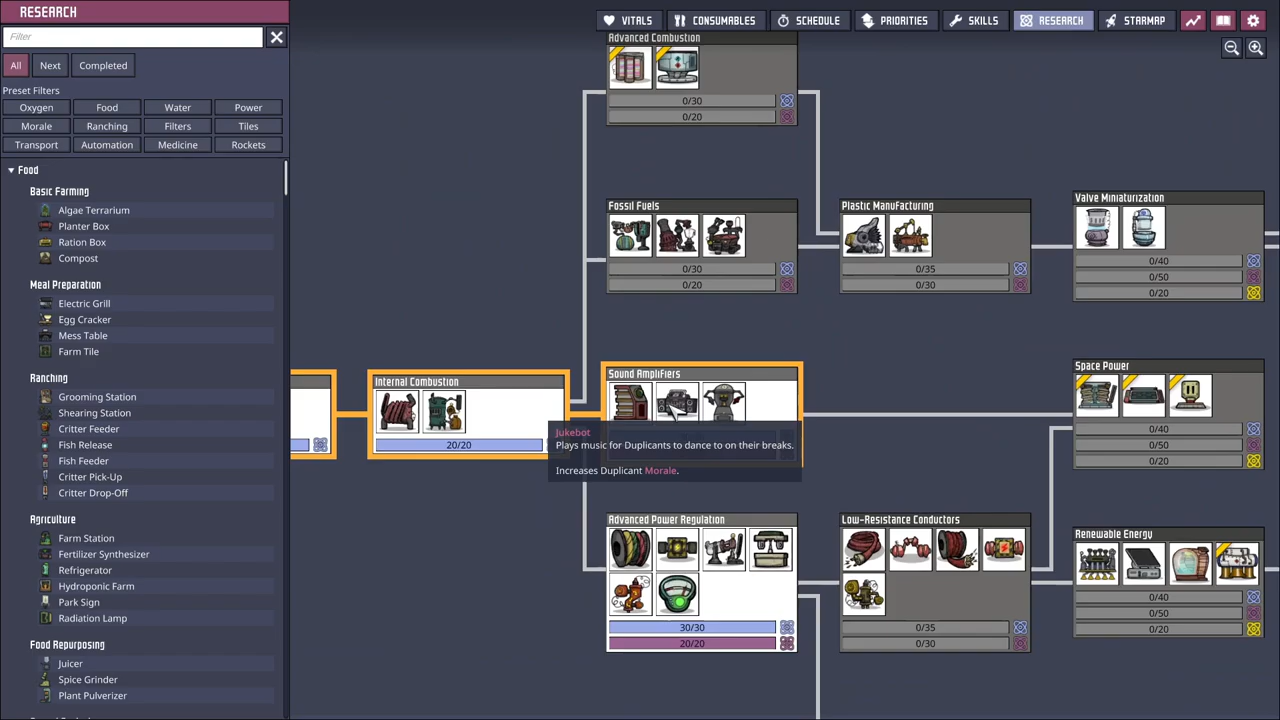 RESEARCH
VITALS
CONSUMABLES
SCHEDULE
PRIORITIES
SKILLS
RESEARCH
STARMAP
Filter
All
Next
Completed
Preset Filters
Oxygen
Food
Water
Power
Morale
Ranching
Filters
Tiles
Transport
Automation
Medicine
Rockets
Food
Basic Farming
Algae Terrarium
Planter Box
Ration Box
Compost
Meal Preparation
Electric Grill
Egg Cracker
Mess Table
Farm Tile
Ranching
Grooming Station
Shearing Station
Critter Feeder
Fish Release
Fish Feeder
Critter Pick-Up
Critter Drop-Off
Agriculture
Farm Station
Fertilizer Synthesizer
Refrigerator
Hydroponic Farm
Park Sign
Radiation Lamp
Food Repurposing
Juicer
Spice Grinder
Plant Pulverizer
Advanced Combustion
0/30
0/20
Fossil Fuels
0/30
0/20
Plastic Manufacturing
0/35
0/30
Valve Miniaturization
0/40
0/50
0/20
Internal Combustion
20/20
Sound Amplifiers
Jukebot
Plays music for Duplicants to dance to on their breaks.
Increases Duplicant Morale.
Space Power
0/40
0/50
0/20
Advanced Power Regulation
30/30
20/20
Low-Resistance Conductors
0/35
0/30
Renewable Energy
0/40
0/50
0/20